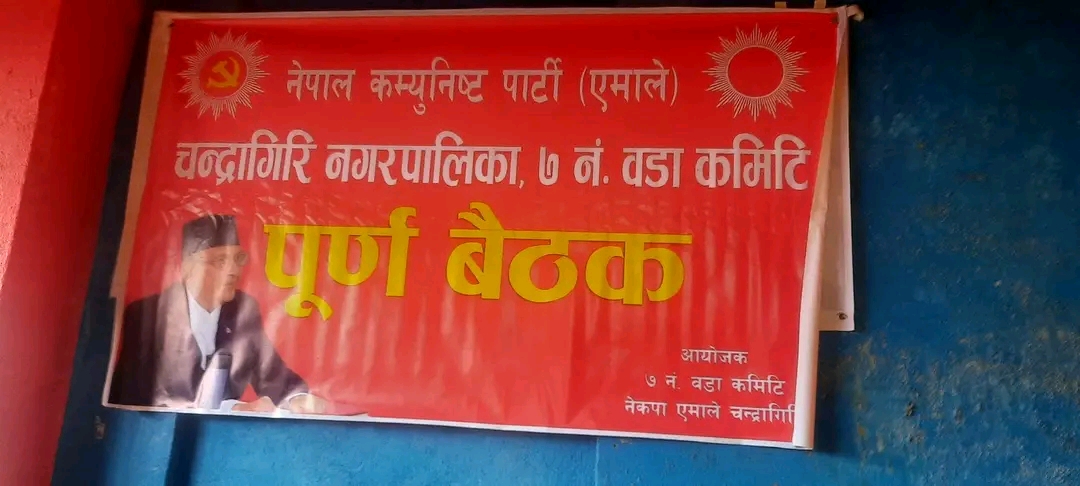 नेपाल कम्युनिष्ट पार्टी (एमाले)
चन्द्रागिरि नगरपालिका, ७ नं. वडा कमिटि
पूर्ण बैठक
आयोजक
७ नं. वडा कमिटि
नेकपा एमाले चन्द्रागिरि